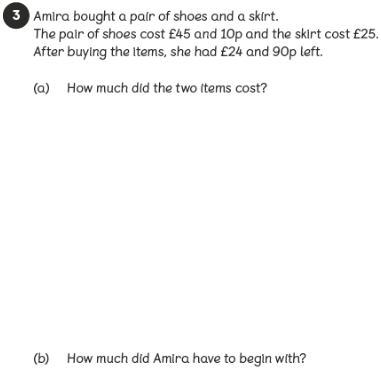 3 Amira bought a pair of shoes and a skirt.
The pair of shoes cost £45 and 10p and the skirt cost £25.
After buying the items, she had £24 and 90p left.
(a) How much did the two items cost?
(b) How much did Amira have to begin with?